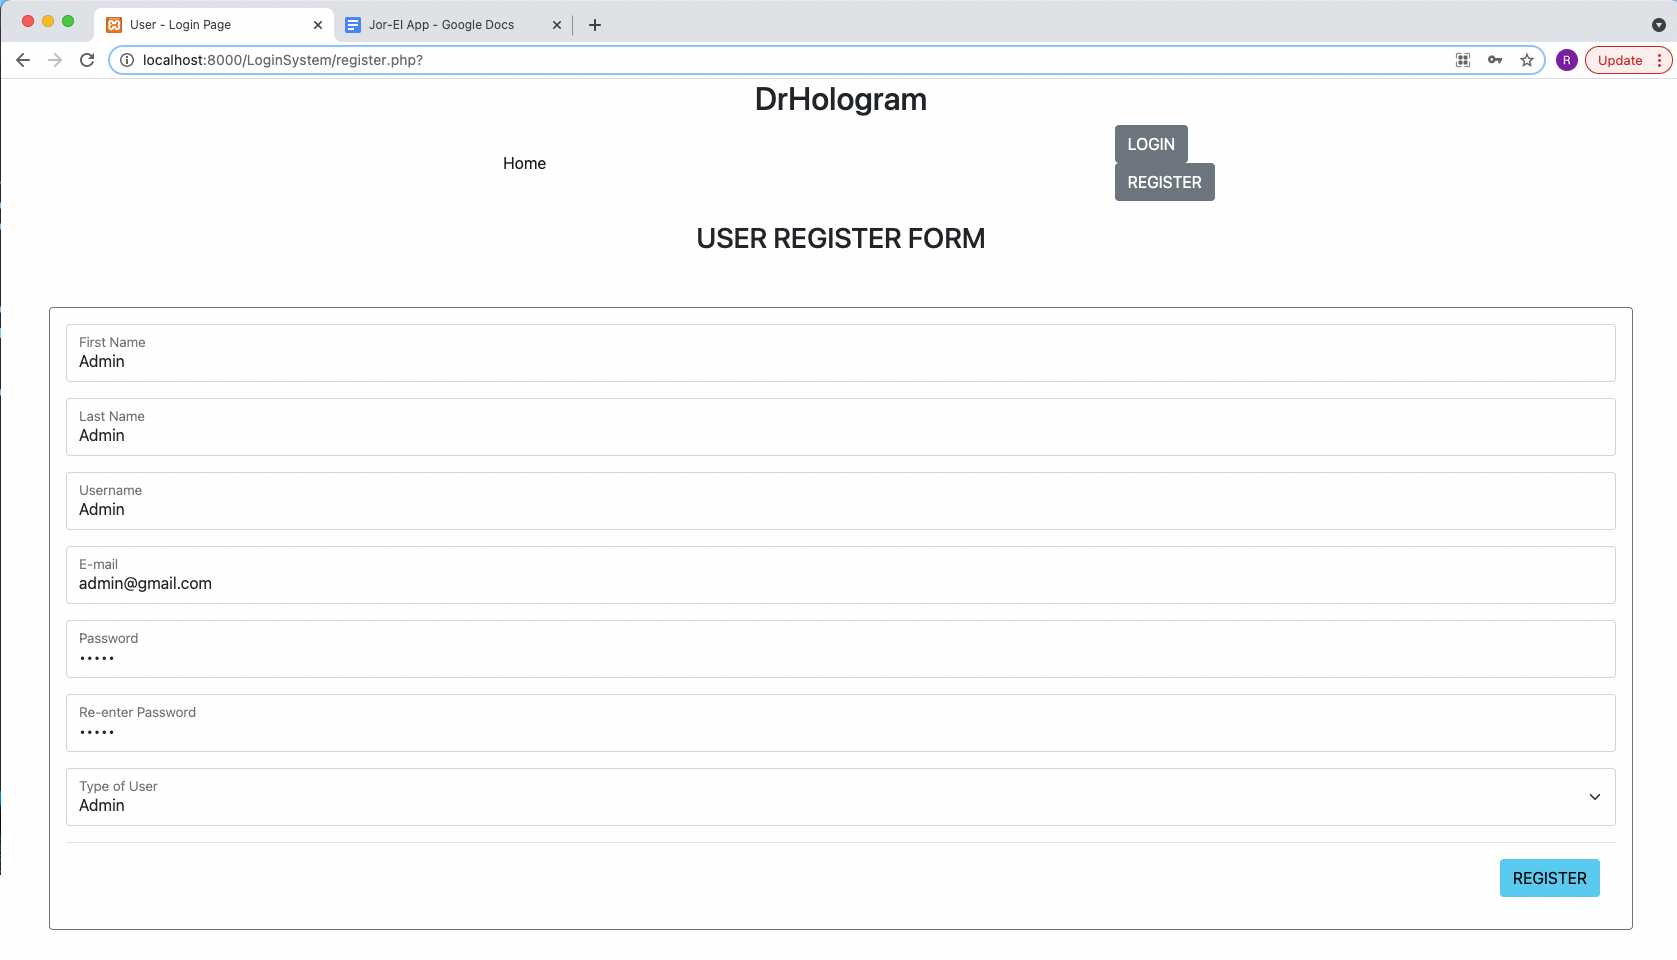 User - Login Page
Jor-El App - Google Docs
localhost:8000/LoginSystem/register.php?
R
Update
DrHologram
Home
LOGIN
REGISTER
USER REGISTER FORM
First Name
Admin
Last Name
Admin
Username
Admin
E-mail
admin@gmail.com
Password
•••••
Re-enter Password
•••••
Type of User
Admin
REGISTER